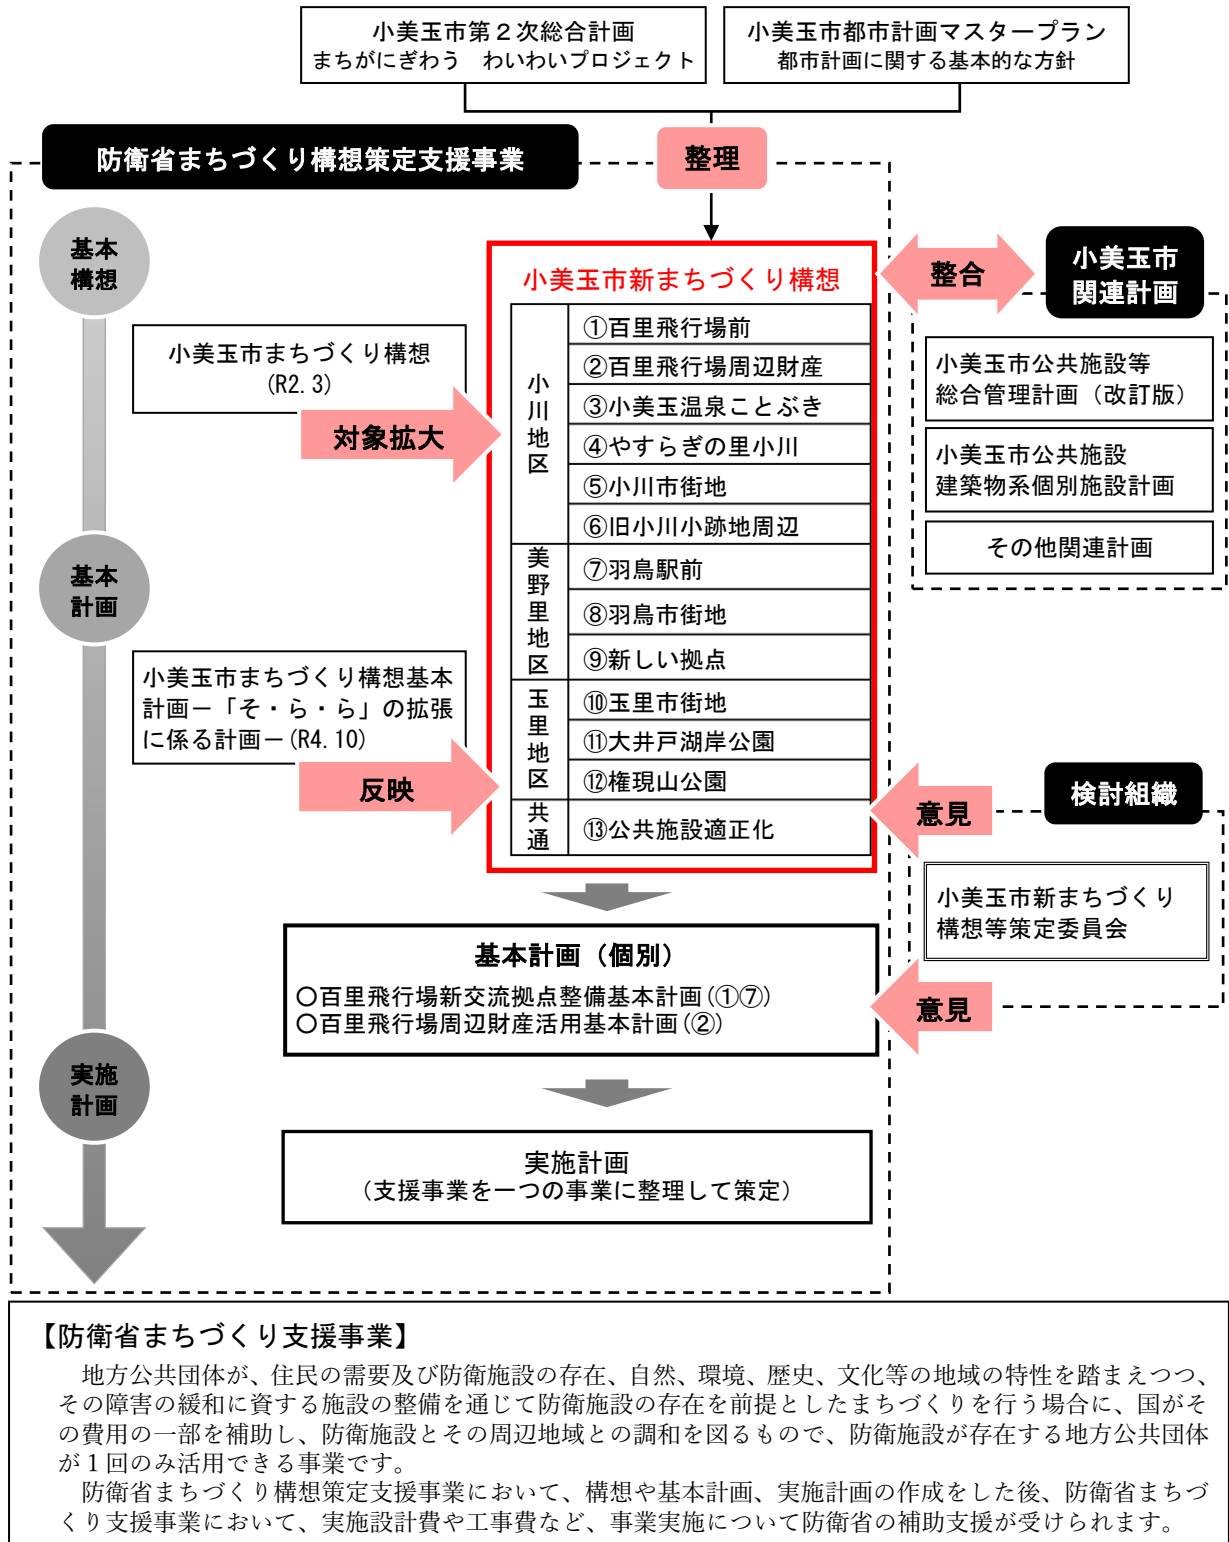 小美玉市第２次総合計画
まちがにぎわう　わいわいプロジェクト
小美玉市都市計画マスタープラン
都市計画に関する基本的な方針
防衛省まちづくり構想策定支援事業
整理
基本
構想
小美玉市新まちづくり構想
整合
小美玉市
関連計画
小美玉市まちづくり構想
(R2.3)
対象拡大
小川地区
①百里飛行場前
②百里飛行場周辺財産
③小美玉温泉ことぶき
④やすらぎの里小川
⑤小川市街地
⑥旧小川小跡地周辺
美野里地区
⑦羽鳥駅前
⑧羽鳥市街地
⑨新しい拠点
玉里地区
⑩玉里市街地
⑪大井戸湖岸公園
⑫権現山公園
共通
⑬公共施設適正化
小美玉市公共施設等
総合管理計画（改訂版）
小美玉市公共施設
建築物系個別施設計画
その他関連計画
基本
計画
小美玉市まちづくり構想基本
計画－「そ・ら・ら」の拡張
に係る計画－(R4.10)
反映
意見
検討組織
小美玉市新まちづくり
構想等策定委員会
意見
基本計画（個別）
○百里飛行場新交流拠点整備基本計画(①⑦)
○百里飛行場周辺財産活用基本計画(②)
実施
計画
実施計画
（支援事業を一つの事業に整理して策定）
【防衛省まちづくり支援事業】
地方公共団体が、住民の需要及び防衛施設の存在、自然、環境、歴史、文化等の地域の特性を踏まえつつ、
その障害の緩和に資する施設の整備を通じて防衛施設の存在を前提としたまちづくりを行う場合に、国がそ
の費用の一部を補助し、防衛施設とその周辺地域との調和を図るもので、防衛施設が存在する地方公共団体
が１回のみ活用できる事業です。
防衛省まちづくり構想策定支援事業において、構想や基本計画、実施計画の作成をした後、防衛省まちづ
くり支援事業において、実施設計費や工事費など、事業実施について防衛省の補助支援が受けられます。